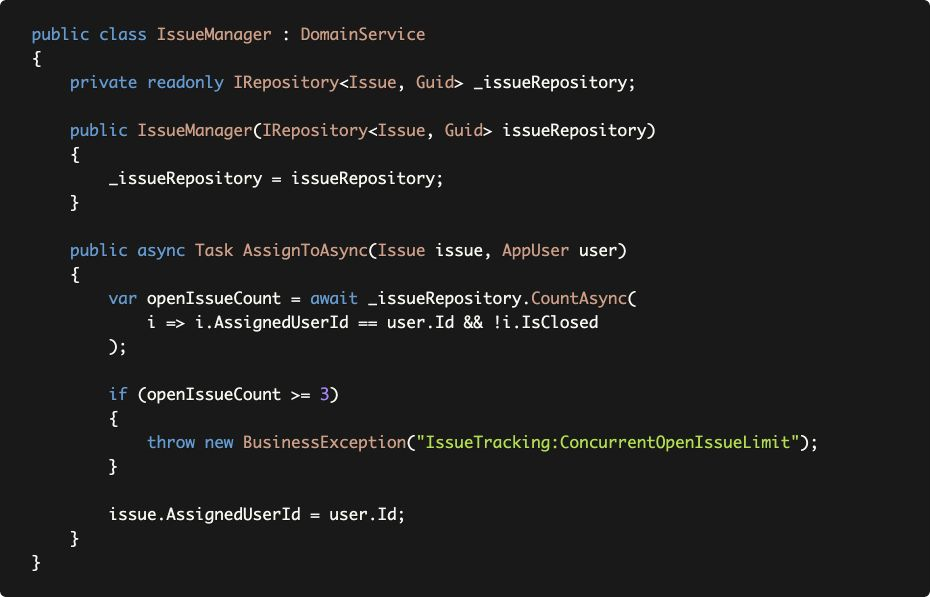 public class IssueManager : DomainService
{
    private readonly IRepository<Issue, Guid> _issueRepository;

    public IssueManager(IRepository<Issue, Guid> issueRepository)
    {
        _issueRepository = issueRepository;
    }

    public async Task AssignToAsync(Issue issue, AppUser user)
    {
        var openIssueCount = await _issueRepository.CountAsync(
            i => i.AssignedUserId == user.Id && !i.IsClosed
        );

        if (openIssueCount >= 3)
        {
            throw new BusinessException("IssueTracking:ConcurrentOpenIssueLimit");
        }

        issue.AssignedUserId = user.Id;
    }
}